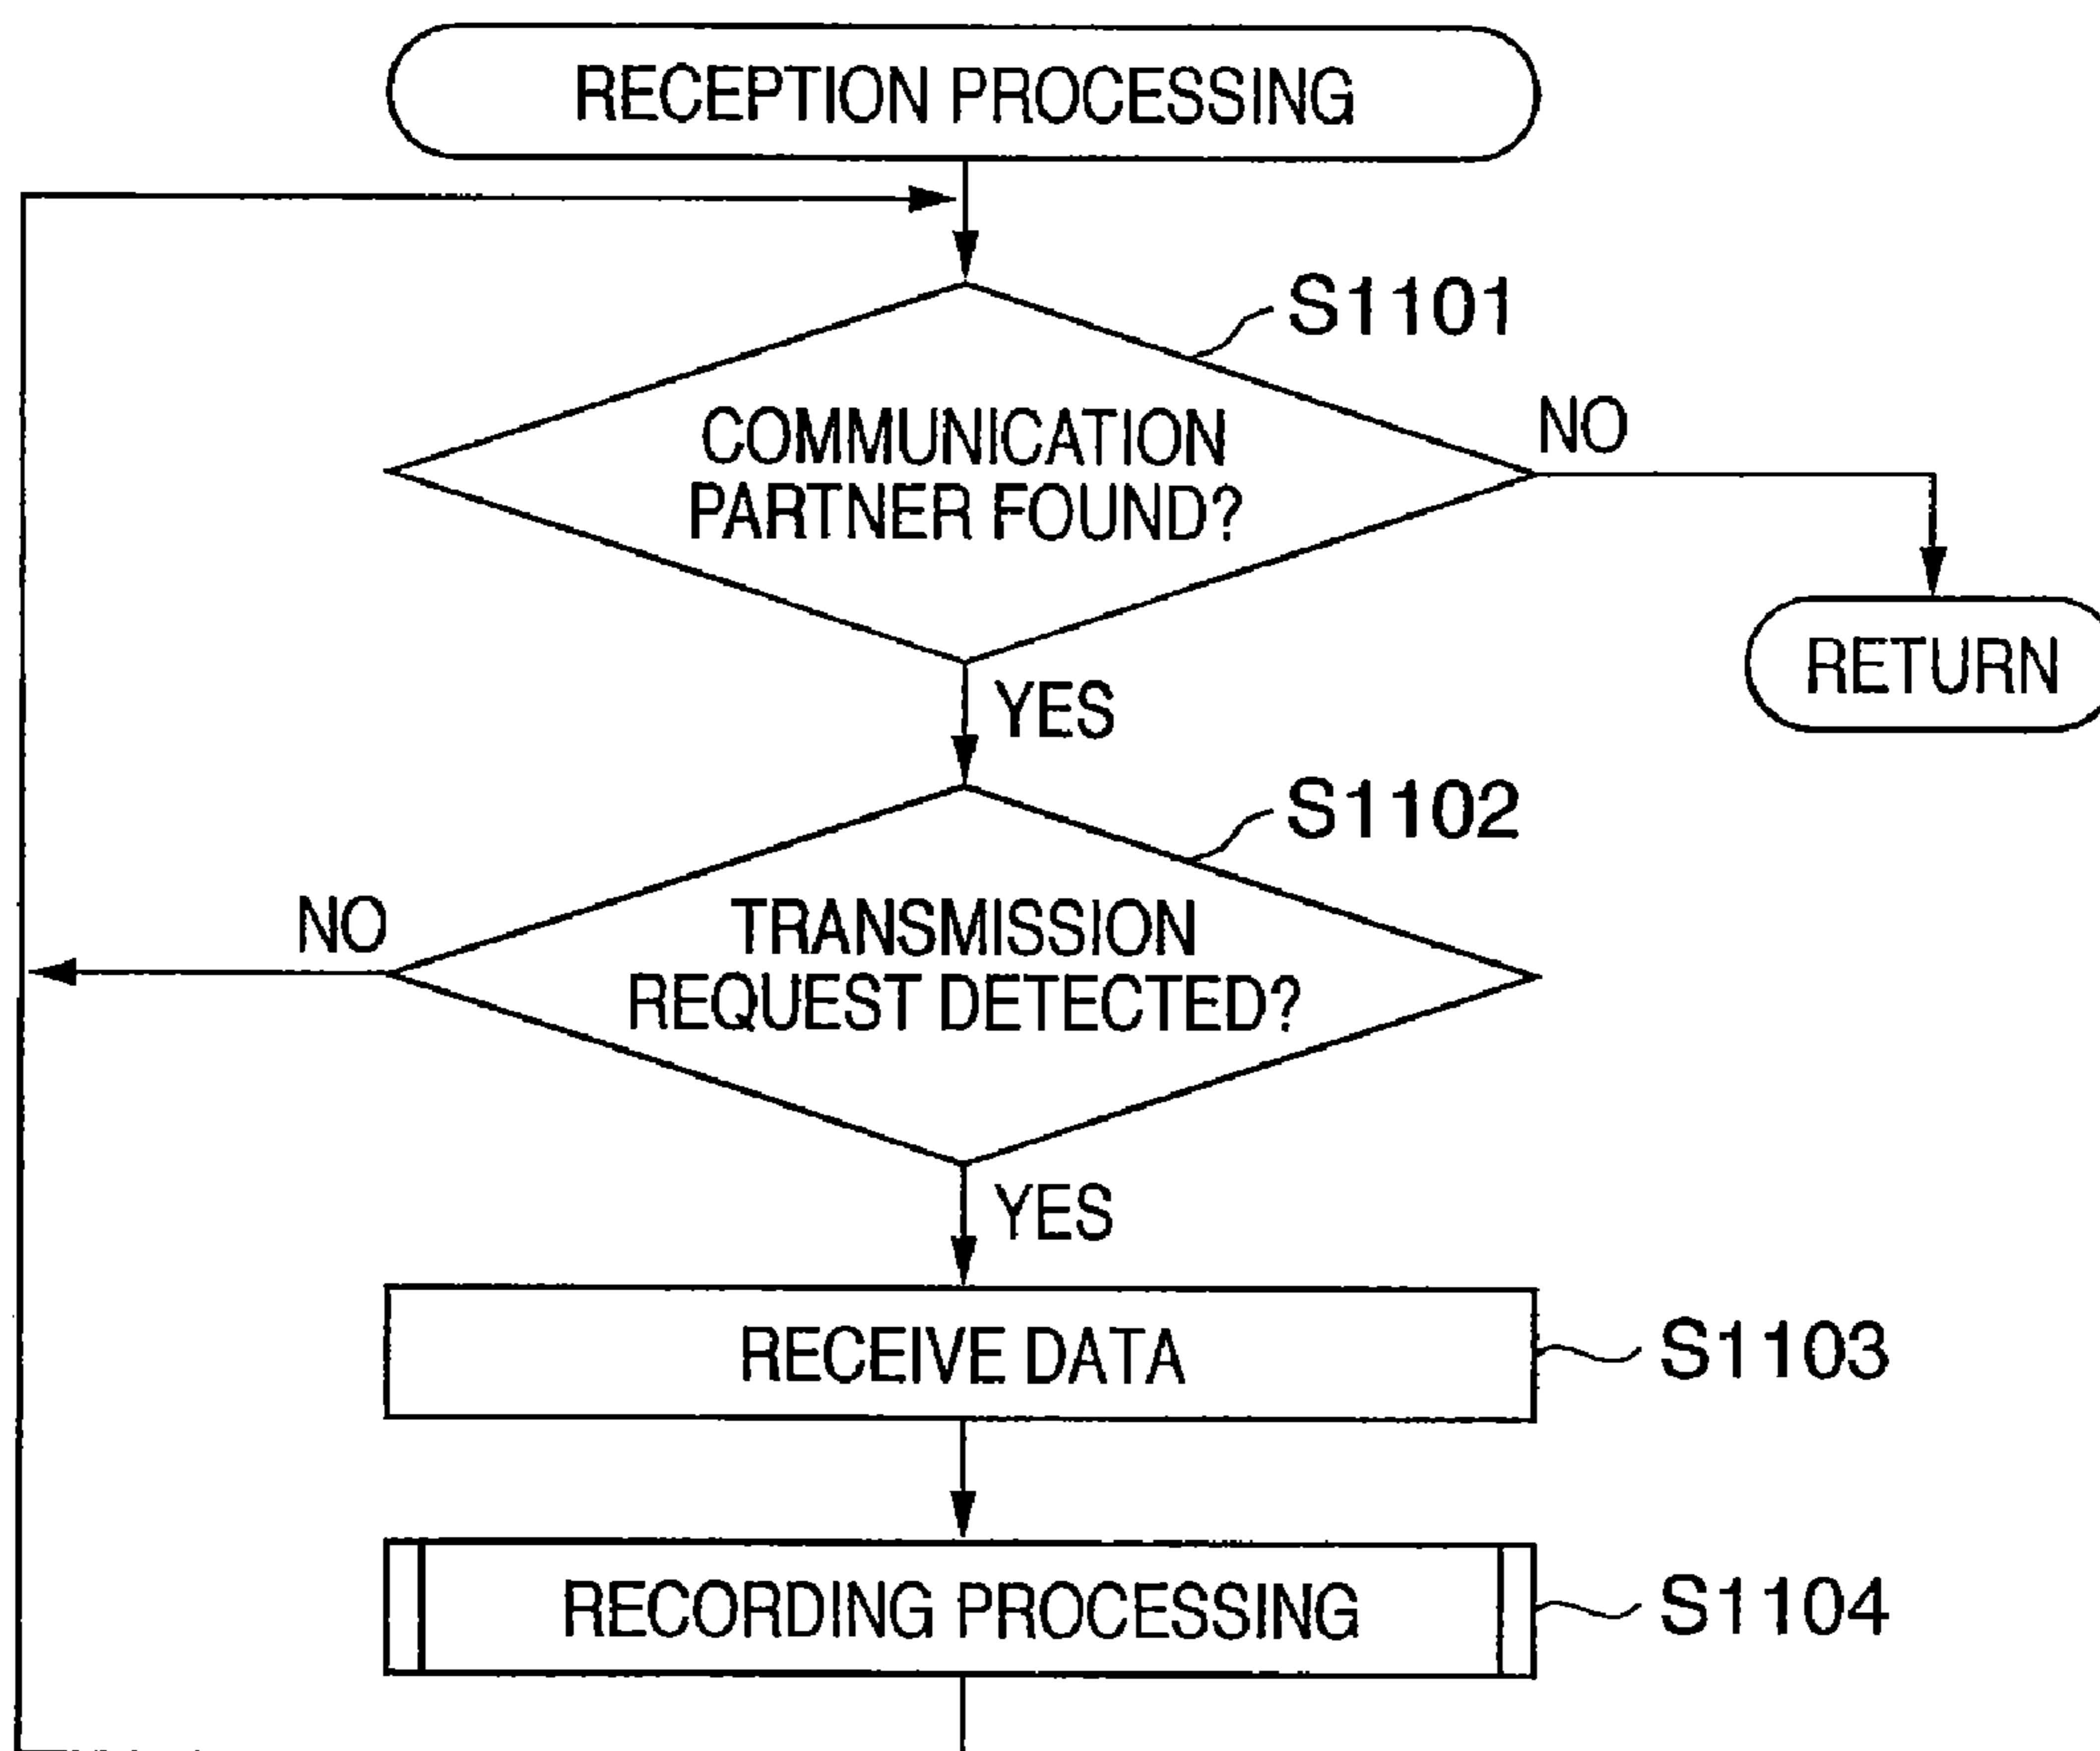 RECEPTION PROCESSING
S1101
COMMUNICATION
PARTNER FOUND?
NO
RETURN
YES
S1102
TRANSMISSION
REQUEST DETECTED?
NO
YES
RECEIVE DATA
S1103
RECORDING PROCESSING
S1104